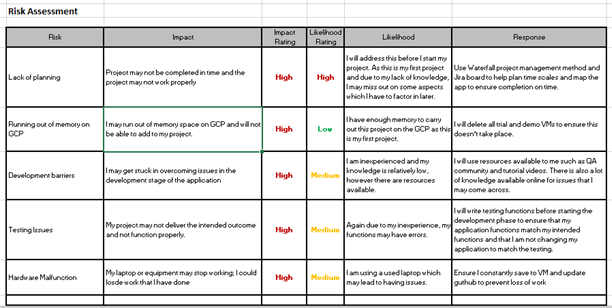 Risk Assessment
Risk
Impact
Impact
Rating
Likelihood
Rating
Likelihood
Response
Lack of planning
Project may not be completed in time and the
project may not work properly
High
High
I will address this before I start my
project. As this is my first project
and due to my lack of knowledge,
I may miss out on some aspects
which I have to factor in later.
Use Waterfall project management method and
Jira board to help plan time scales and map the
app to ensure completion on time.
Running out of memory on
GCP
I may run out of memory space on GCP and will not
be able to add to my project.
High
Low
I have enough memory to carry
out this project on the GCP as this
is my first project.
I will delete all trial and demo VMs to ensure this
doesn't take place.
Development barriers
I may get stuck in overcoming issues in the
development stage of the application
High
Medium
I am inexperienced and my
knowledge is relatively low,
however there are resources
available.
I will use resources available to me such as QA
community and tutorial videos. There is also a lot
of knowledge available online for issues that I
may come across.
Testing Issues
My project may not deliver the intended outcome
and not function properly.
High
Medium
Again due to my inexperience, my
functions may have errors.
I will write testing functions before starting the
development phase to ensure that my
application functions match my intended
functions and that I am not changing my
application to match the testing.
Hardware Malfunction
My laptop or equipment may stop working; I could
losde work that I have done
High
Medium
I am using a used laptop which
may lead to having issues.
Ensure I constantly save to VM and update
guthub to prevent loss of work